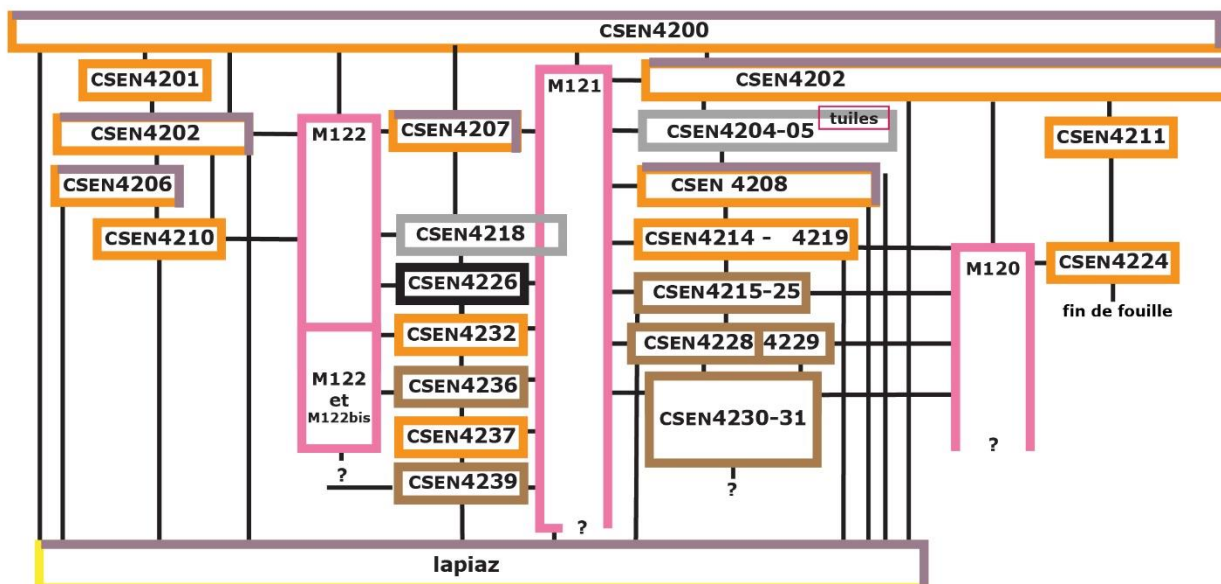 CSEN4200
CSEN4201
M121
CSEN4202
CSEN4202
M122
CSEN4207
CSEN4204-05
tuiles
CSEN4211
CSEN4206
CSEN 4208
CSEN4210
CSEN4218
CSEN4214 - 4219
M120
CSEN4224
CSEN4226
CSEN4215-25
fin de fouille
CSEN4232
CSEN4228
4229
M122
et
M122bis
CSEN4236
CSEN4230-31
CSEN4237
?
?
CSEN4239
?
?
lapiaz